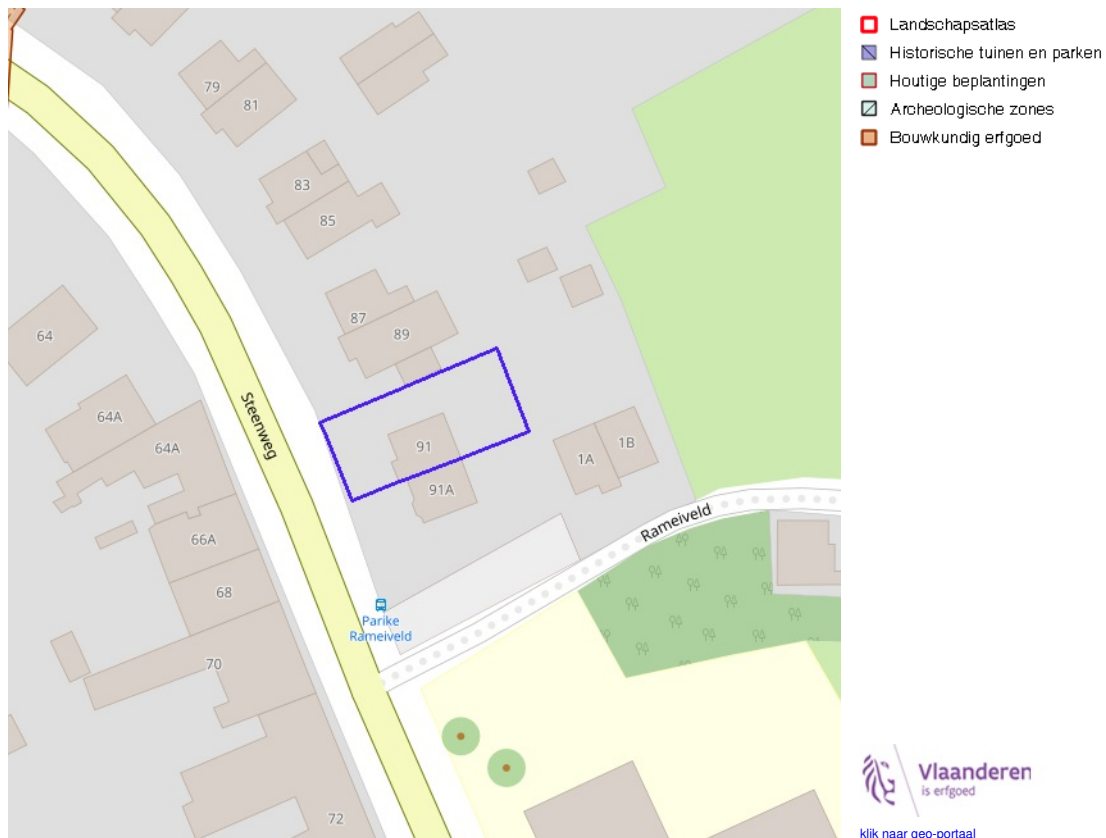 79
81
83
85
87
89
91
91A
64
64A
64A
66A
68
70
72
1A
1B
Steenweg
Rameiveld
Parike
Rameiveld
Landschapsatlas
Historische tuinen en parken
Houtige beplantingen
Archeologische zones
Bouwkundig erfgoed
Vlaanderen
is erfgoed
klik naar geo-portaal